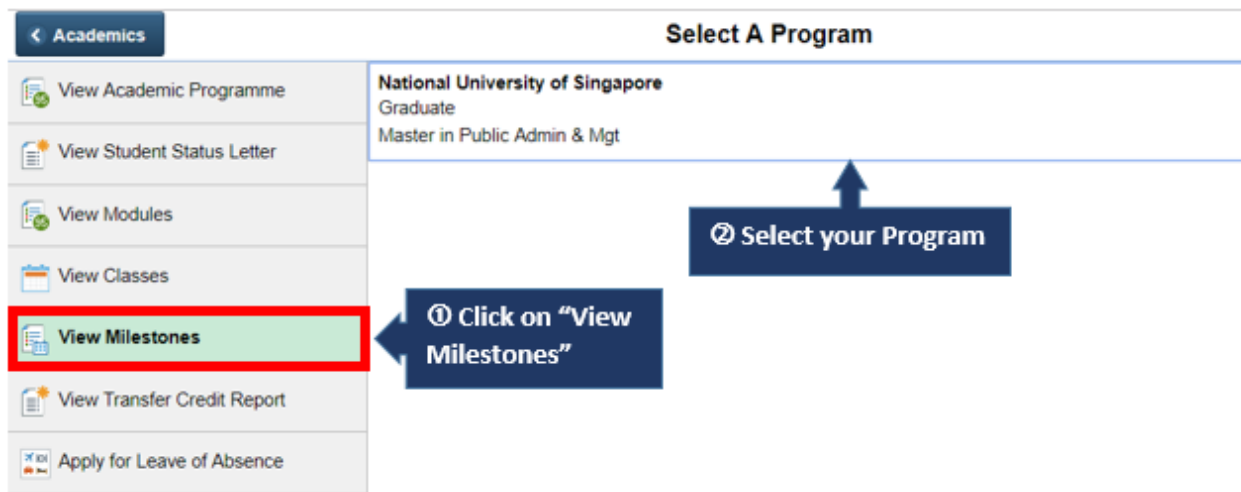 Academics
Select A Program
View Academic Programme
National University of Singapore
Graduate
Master in Public Admin & Mgt
View Student Status Letter
View Modules
② Select your Program
View Classes
① Click on “View
Milestones”
View Milestones
View Transfer Credit Report
Apply for Leave of Absence